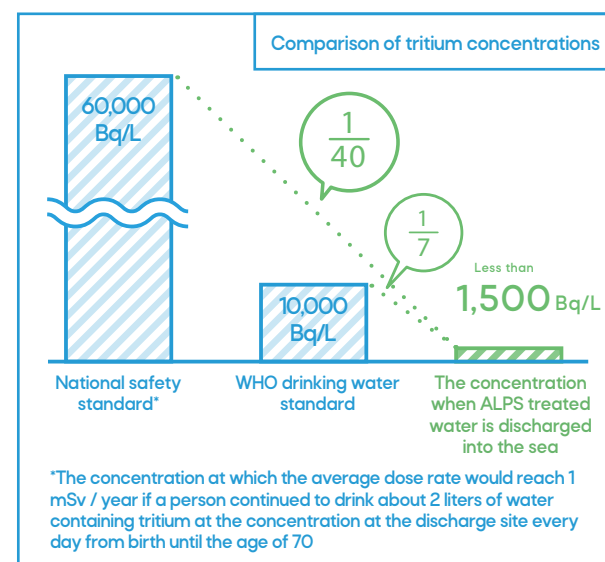 Comparison of tritium concentrations
60,000
Bq/L
1
40
1
7
Less than
1,500 Bq/L
10,000
Bq/L
National safety
standard*
WHO drinking water
standard
The concentration
when ALPS treated
water is discharged
into the sea
*The concentration at which the average dose rate would reach 1
mSv / year if a person continued to drink about 2 liters of water
containing tritium at the concentration at the discharge site every
day from birth until the age of 70